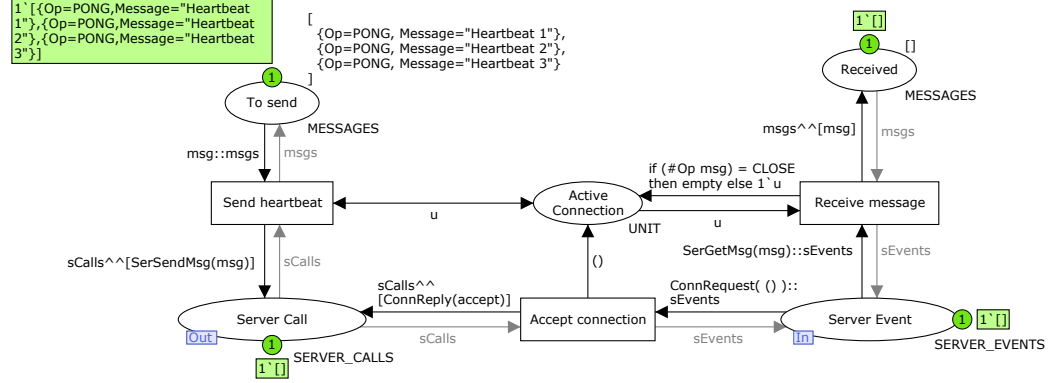 1`[{Op=PONG,Message="Heartbeat
1"},{Op=PONG,Message="Heartbeat
2"},{Op=PONG,Message="Heartbeat
3"}]
[
{Op=PONG, Message="Heartbeat 1"},
{Op=PONG, Message="Heartbeat 2"},
{Op=PONG, Message="Heartbeat 3"}
]
1
To send
MESSAGES
1`[]
1
[]
Received
MESSAGES
msg::msgs
msgs
msgs^^[msg]
msgs
if (#Op msg) = CLOSE
then empty else 1`u
Send heartbeat
u
Active
Connection
UNIT
u
Receive message
sCalls^^[SerSendMsg(msg)]
sCalls
()
SerGetMsg(msg)::sEvents
sEvents
sCalls^^
[ConnReply(accept)]
ConnRequest( () )::
sEvents
Server Call
Out
sCalls
Accept connection
sEvents
Server Event
In
1
1`[]
SERVER_EVENTS
1
SERVER_CALLS
1`[]